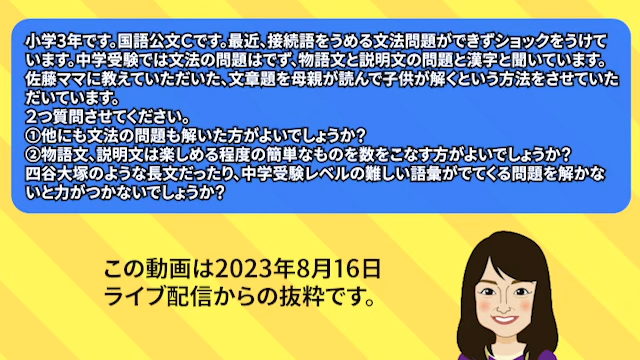 小学3年です。国語公文Cです。最近、接続語をうめる文法問題ができずショックをうけて
います。中学受験では文法の問題はでず、物語文と説明文の問題と漢字と聞いています。
佐藤ママに教えていただいた、文章題を母親が読んで子供が解くという方法をさせていた
だいています。
2つ質問させてください。
①他にも文法の問題も解いた方がよいでしょうか?
②物語文、説明文は楽しめる程度の簡単なものを数をこなす方がよいでしょうか?
四谷大塚のような長文だったり、中学受験レベルの難しい語彙がでてくる問題を解かな
いと力がつかないでしょうか?
この動画は2023年8月16日
ライブ配信からの抜粋です。